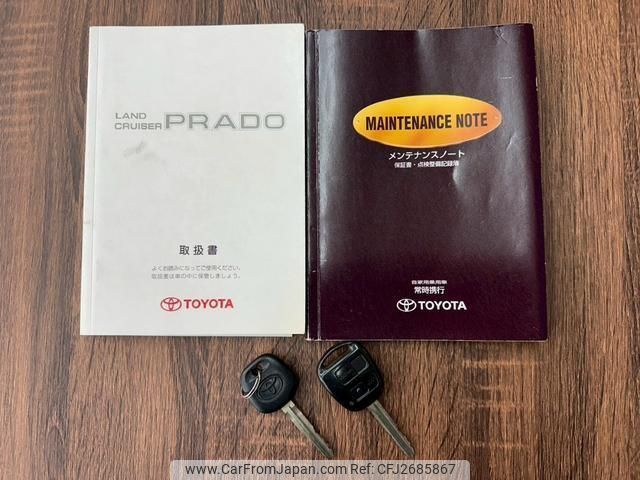 LAND
CRUISER PRADO
取扱書
よくお読みになってご使用ください。
取扱書は車の中に保管しましょう。
TOYOTA
MAINTENANCE NOTE
メンテナンスノート
保証書・点検整備記録簿
自家用乗用車
常時携行
TOYOTA
www.CarFromJapan.com ID: CFJ2685867